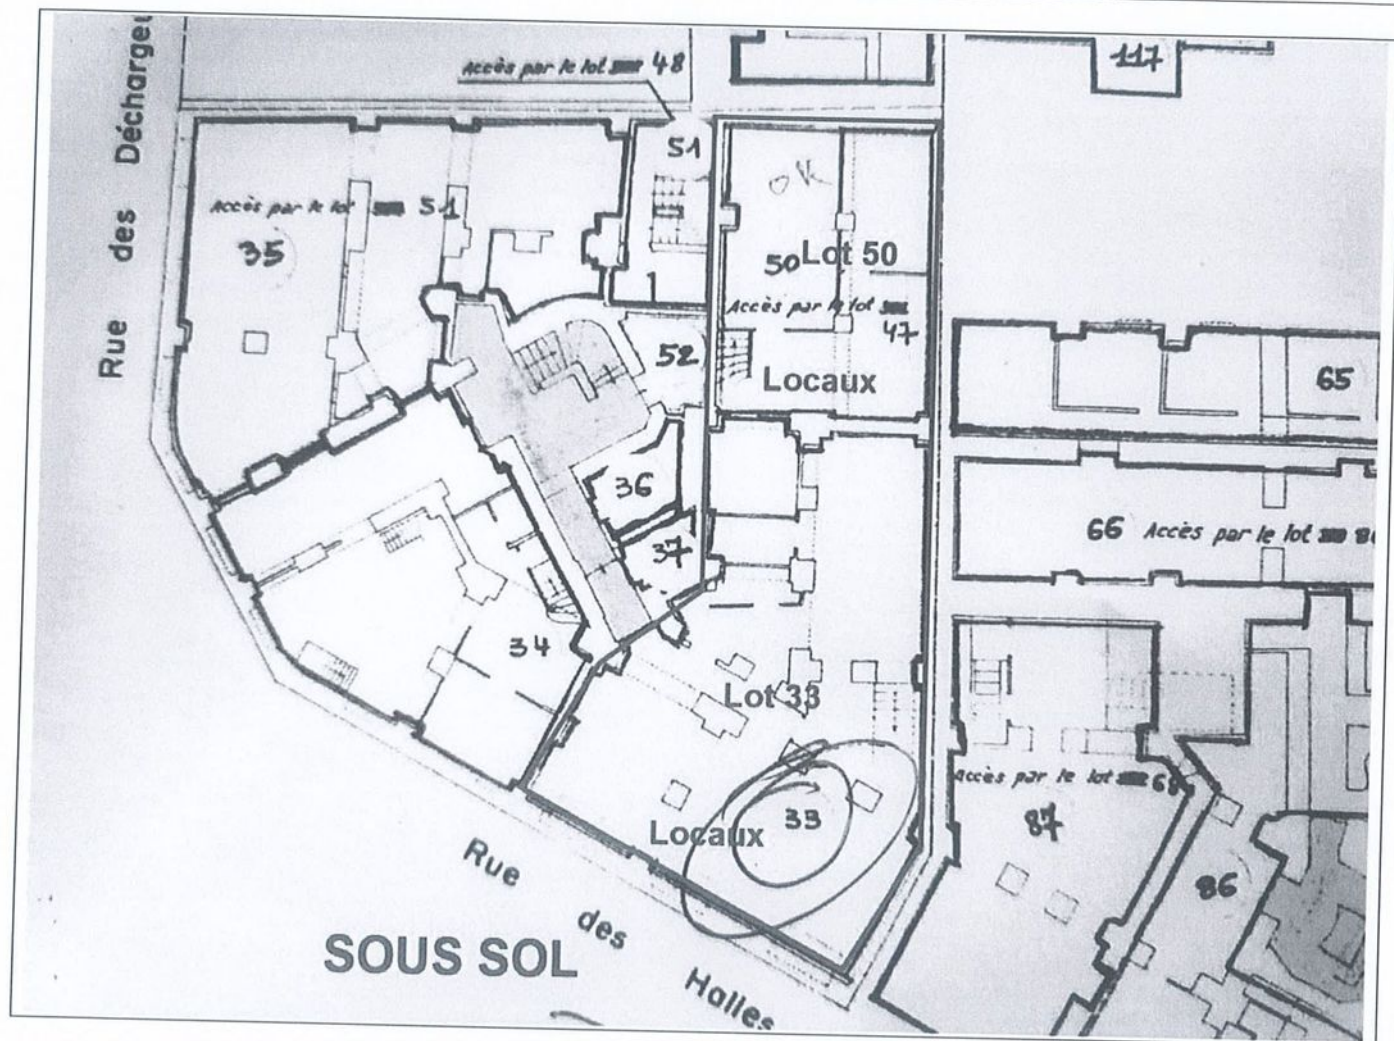 Rue des Déchargeu
Accès par le lot 48
117
51
Accès par le lot 51
35
OK
50 Lot 50
Accès par le lot
47
52
Locaux
65
36
66 Accès par le lot 86
37
34
Lot 33
Accès par le lot 68
33
Locaux
87
86
Rue des Halles
SOUS SOL